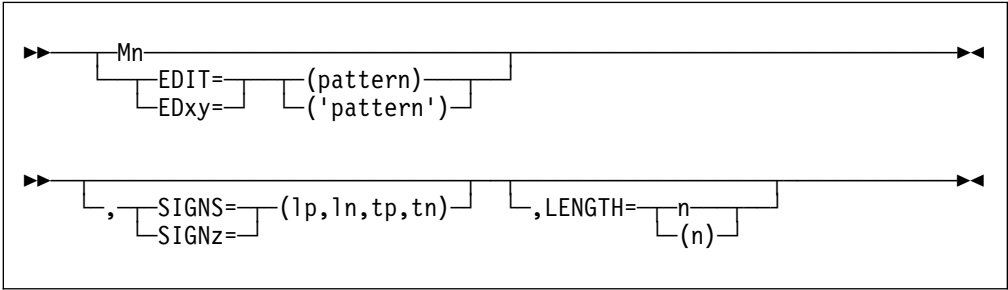 Mn
EDIT= (pattern)
EDxy= ('pattern')
, SIGNS= (lp,ln,tp,tn) ,LENGTH= n
SIGNz= (n)